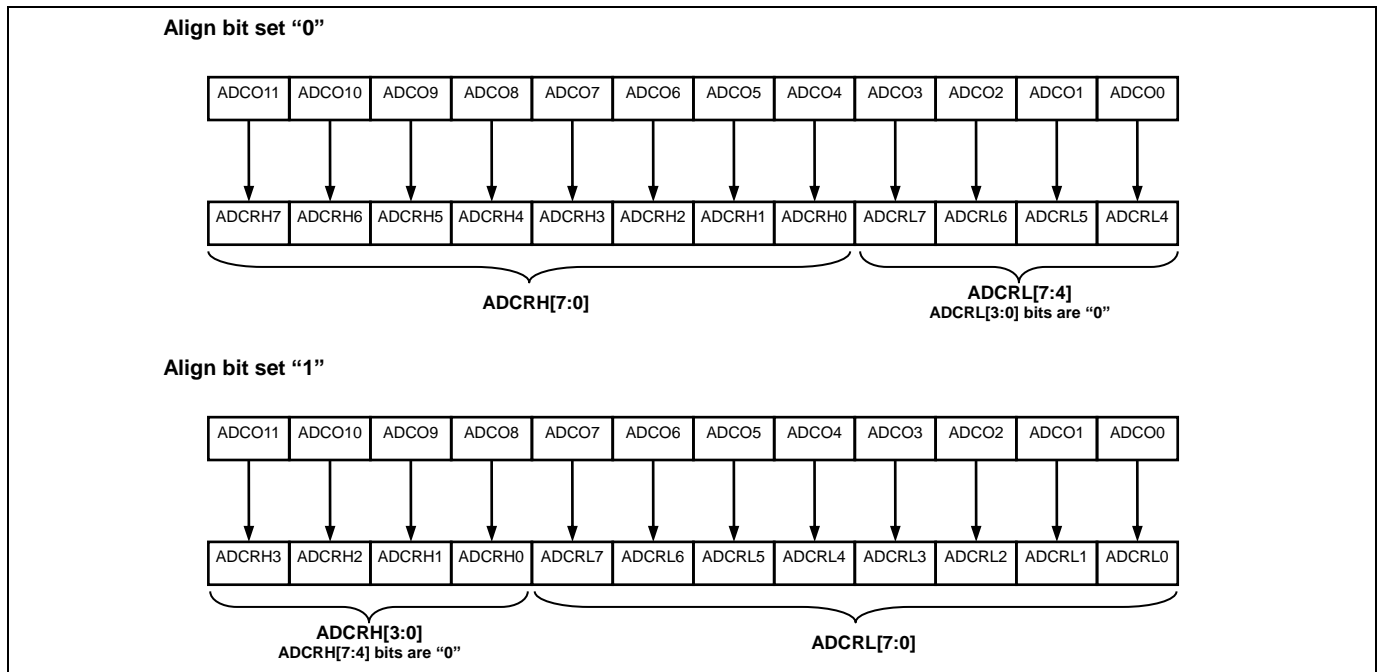 Align bit set “0”
ADCO11 ADCO10 ADCO9 ADCO8 ADCO7 ADCO6 ADCO5 ADCO4 ADCO3 ADCO2 ADCO1 ADCO0
ADCRH7 ADCRH6 ADCRH5 ADCRH4 ADCRH3 ADCRH2 ADCRH1 ADCRH0 ADCRL7 ADCRL6 ADCRL5 ADCRL4
ADCRH[7:0]
ADCRL[7:4]
ADCRL[3:0] bits are “0”
Align bit set “1”
ADCO11 ADCO10 ADCO9 ADCO8 ADCO7 ADCO6 ADCO5 ADCO4 ADCO3 ADCO2 ADCO1 ADCO0
ADCRH3 ADCRH2 ADCRH1 ADCRH0 ADCRL7 ADCRL6 ADCRL5 ADCRL4 ADCRL3 ADCRL2 ADCRL1 ADCRL0
ADCRH[3:0]
ADCRH[7:4] bits are “0”
ADCRL[7:0]